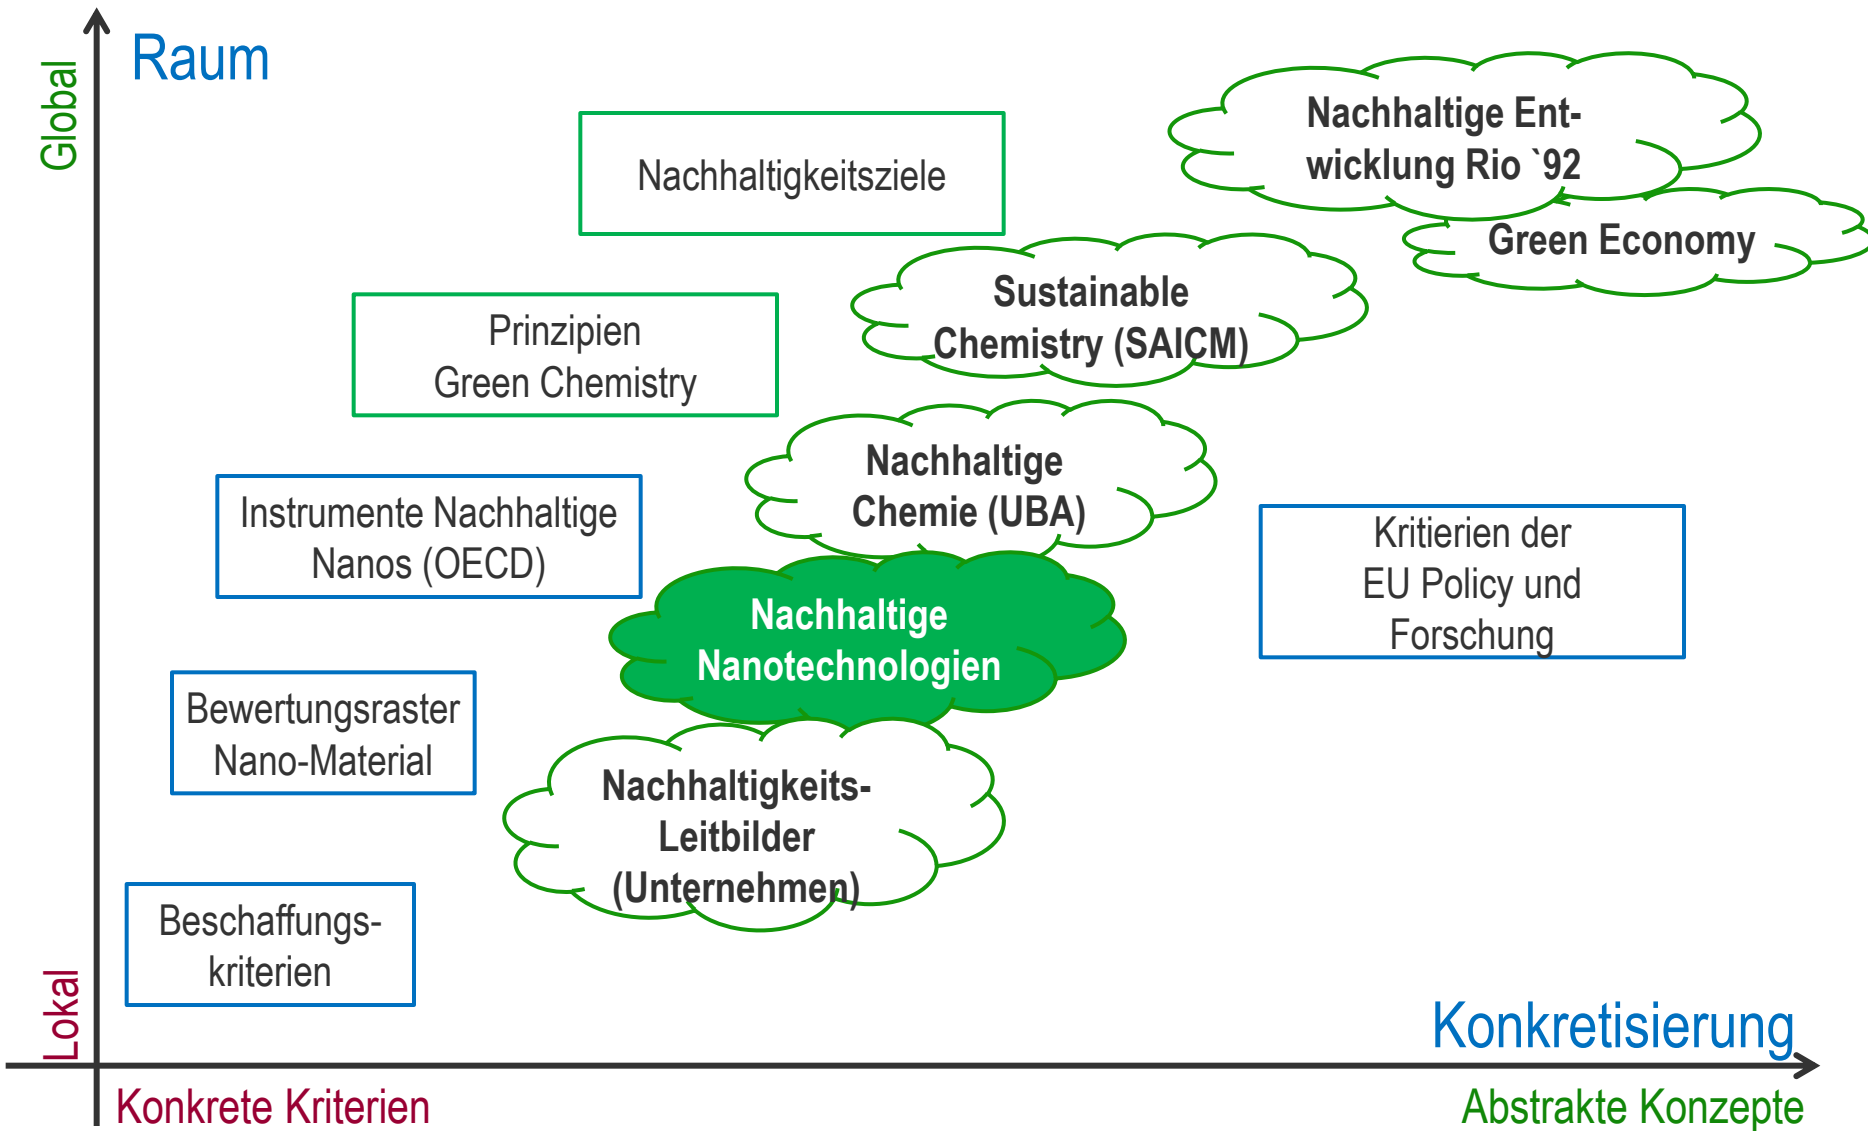 Raum
Global
Nachhaltige Ent-
wicklung Rio `92
Nachhaltigkeitsziele
Green Economy
Sustainable
Chemistry (SAICM)
Prinzipien
Green Chemistry
Nachhaltige
Chemie (UBA)
Instrumente Nachhaltige
Nanos (OECD)
Kritierien der
EU Policy und
Forschung
Nachhaltige
Nanotechnologien
Bewertungsraster
Nano-Material
Nachhaltigkeits-
Leitbilder
(Unternehmen)
Beschaffungs-
kriterien
Lokal
Konkretisierung
Konkrete Kriterien
Abstrakte Konzepte